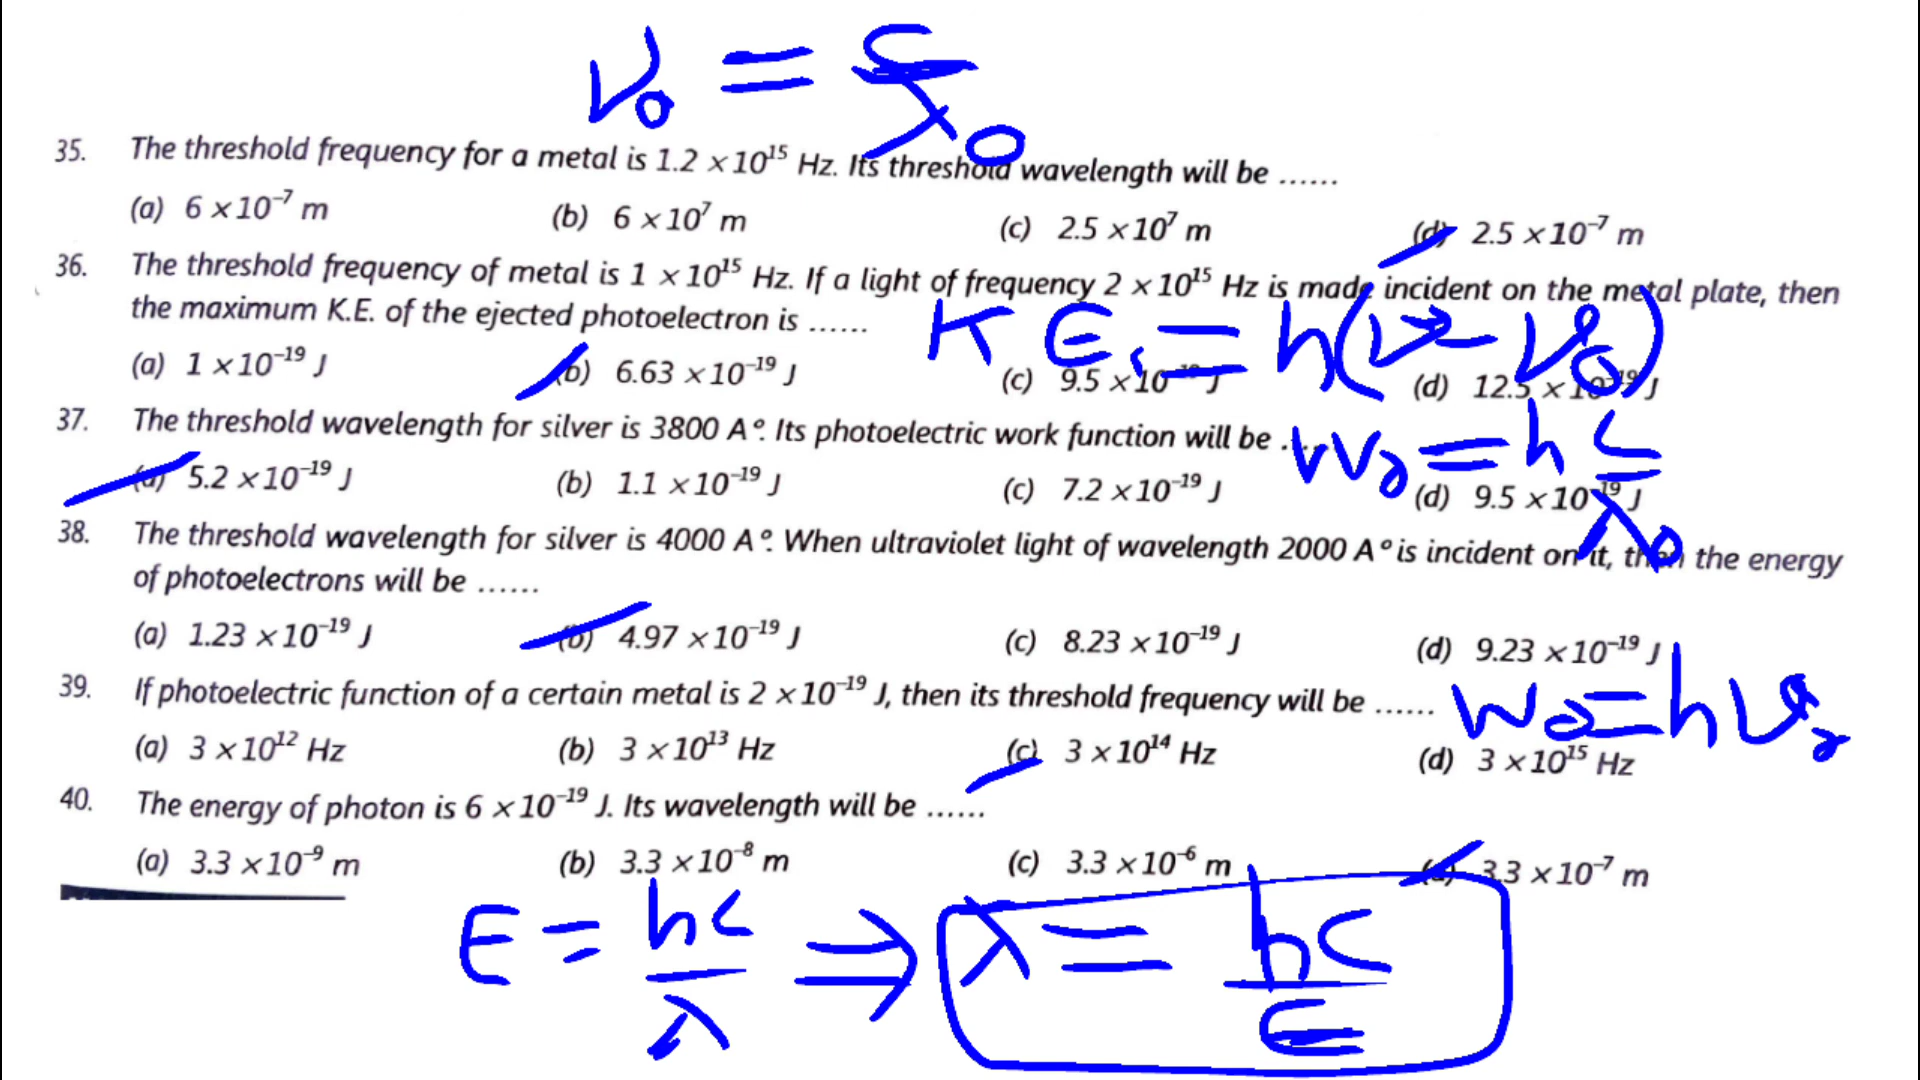 ν₀ = c/λ₀
35. The threshold frequency for a metal is 1.2 × 10¹⁵ Hz. Its threshold wavelength will be ......
(a) 6 × 10⁻⁷ m (b) 6 × 10⁷ m (c) 2.5 × 10⁷ m (d) 2.5 × 10⁻⁷ m
36. The threshold frequency of metal is 1 × 10¹⁵ Hz. If a light of frequency 2 × 10¹⁵ Hz is made incident on the metal plate, then
the maximum K.E. of the ejected photoelectron is ......
K E. = h(ν - ν₀)
(a) 1 × 10⁻¹⁹ J (b) 6.63 × 10⁻¹⁹ J (c) 9.5 × 10⁻¹⁹ J (d) 12.5 × 10⁻¹⁹ J
37. The threshold wavelength for silver is 3800 A°. Its photoelectric work function will be ......
W₀ = h c/λ₀
(a) 5.2 × 10⁻¹⁹ J (b) 1.1 × 10⁻¹⁹ J (c) 7.2 × 10⁻¹⁹ J (d) 9.5 × 10⁻¹⁹ J
38. The threshold wavelength for silver is 4000 A°. When ultraviolet light of wavelength 2000 A° is incident on it, then the energy
of photoelectrons will be ......
(a) 1.23 × 10⁻¹⁹ J (b) 4.97 × 10⁻¹⁹ J (c) 8.23 × 10⁻¹⁹ J (d) 9.23 × 10⁻¹⁹ J
39. If photoelectric function of a certain metal is 2 × 10⁻¹⁹ J, then its threshold frequency will be ......
W₀ = hν₀
(a) 3 × 10¹² Hz (b) 3 × 10¹³ Hz (c) 3 × 10¹⁴ Hz (d) 3 × 10¹⁵ Hz
40. The energy of photon is 6 × 10⁻¹⁹ J. Its wavelength will be ......
(a) 3.3 × 10⁻⁹ m (b) 3.3 × 10⁻⁸ m (c) 3.3 × 10⁻⁶ m (d) 3.3 × 10⁻⁷ m
E = hc/λ ⇒ λ = hc/E